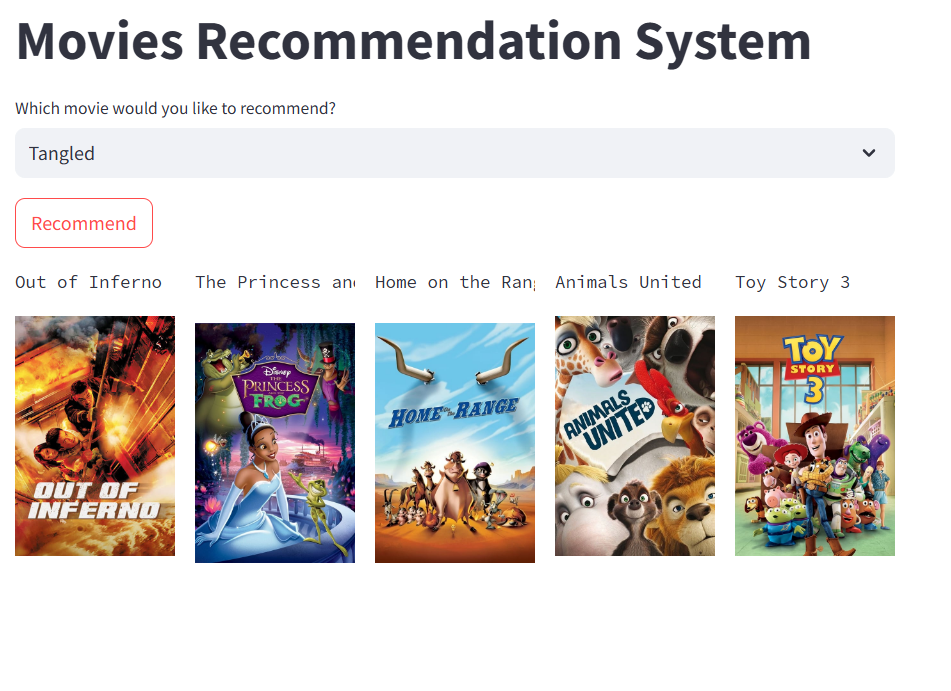 Movies Recommendation System
Which movie would you like to recommend?
Tangled
Recommend
Out of Inferno
The Princess an
Home on the Rang
Animals United
Toy Story 3
OUT OF
INFERNO
Disney
THE
PRINCESS
AND THE
FROG
HOME ON THE RANGE
ANIMALS
UNITED
TOY
STORY
3